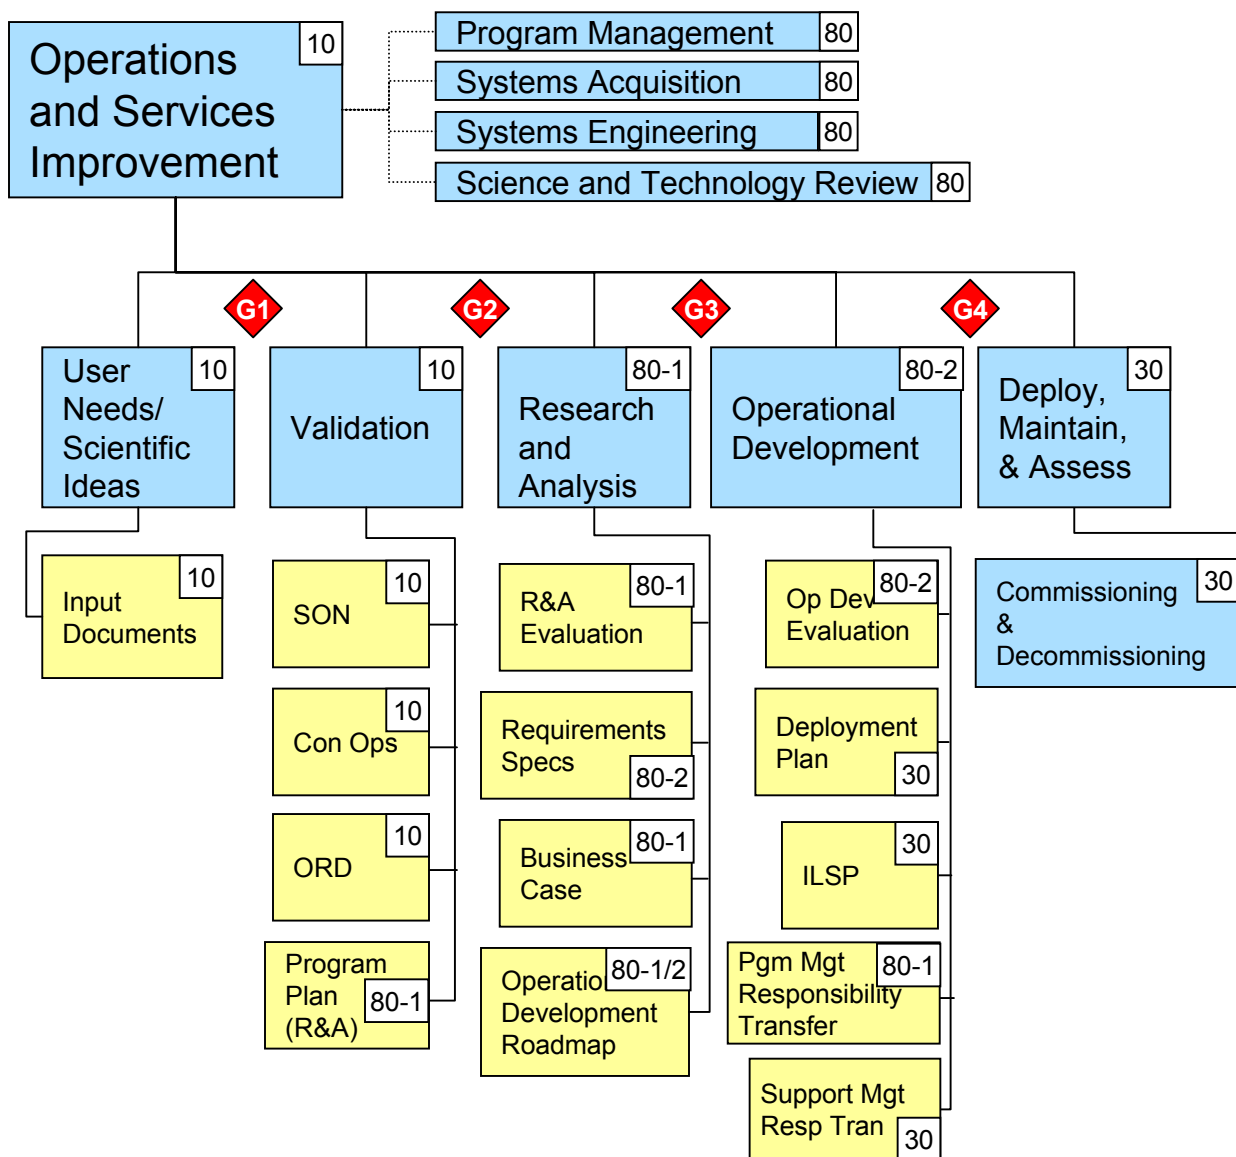 Operations
and Services
Improvement
10
Program Management
80
Systems Acquisition
80
Systems Engineering
80
Science and Technology Review
80
G1
G2
G3
G4
User
Needs/
Scientific
Ideas
10
Validation
10
Research
and
Analysis
80-1
Operational
Development
80-2
Deploy,
Maintain,
& Assess
30
Input
Documents
10
SON
10
Con Ops
10
ORD
10
Program
Plan
(R&A)
80-1
R&A
Evaluation
80-1
Requirements
Specs
80-2
Business
Case
80-1
Development
Roadmap
80-1/2
Op Dev
Evaluation
80-2
Deployment
Plan
30
ILSP
30
Pgm Mgt
Responsibility
Transfer
80-1
Support Mgt
Resp Tran
30
Commissioning
&
Decommissioning
30